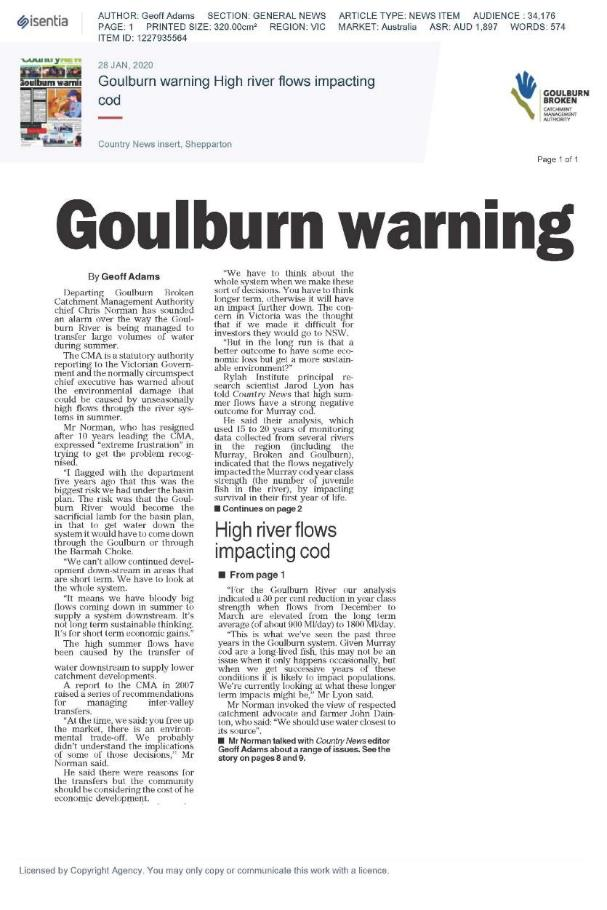 isentia
AUTHOR: Geoff Adams SECTION: GENERAL NEWS ARTICLE TYPE: NEWS ITEM AUDIENCE : 34,176
PAGE: 1 PRINTED SIZE: 320.00cm² REGION: VIC MARKET: Australia ASR: AUD 1,897 WORDS: 574
ITEM ID: 1227935564
28 JAN, 2020
Goulburn warning High river flows impacting
cod
Country News insert, Shepparton
GOULBURN
BROKEN
CATCHMENT
MANAGEMENT
AUTHORITY
Page 1 of 1
Goulburn warning
By Geoff Adams
Departing Goulburn Broken
Catchment Management Authority
chief Chris Norman has sounded
an alarm over the way the Goul-
burn River is being managed to
transfer large volumes of water
during summer.
The CMA is a statutory authority
reporting to the Victorian Govern-
ment and the normally circumspect
chief executive has warned about
the environmental damage that
could be caused by unseasonally
high flows through the river sys-
tems in summer.
Mr Norman, who has resigned
after 10 years leading the CMA,
expressed "extreme frustration" in
trying to get the problem recog-
nised.
"I flagged with the department
five years ago that this was the
biggest risk we had under the basin
plan. The risk was that the Goul-
burn River would become the
sacrificial lamb for the basin plan,
in that to get water down the
system it would have to come down
through the Goulburn or through
the Barmah Choke.
"We can't allow continued devel-
opment down-stream in areas that
are short term. We have to look at
the whole system.
"It means we have bloody big
flows coming down in summer to
supply a system downstream. It's
not long term sustainable thinking.
It's for short term economic gains."
The high summer flows have
been caused by the transfer of
water downstream to supply lower
catchment developments.
A report to the CMA in 2007
raised a series of recommendations
for managing inter-valley
transfers.
"At the time, we said: you free up
the market, there is an environ-
mental trade-off. We probably
didn't understand the implications
of some of those decisions," Mr
Norman said.
He said there were reasons for
the transfers but the community
should be considering the cost of he
economic development.
"We have to think about the
whole system when we make these
sort of decisions. You have to think
longer term, otherwise it will have
an impact further down. The con-
cern in Victoria was the thought
that if we made it difficult for
investors they would go to NSW.
"But in the long run is that a
better outcome to have some eco-
nomic loss but get a more sustain-
able environment?"
Rylah Institute principal re-
search scientist Jarod Lyon has
told Country News that high sum-
mer flows have a strong negative
outcome for Murray cod.
He said their analysis, which
used 15 to 20 years of monitoring
data collected from several rivers
in the region (including the
Murray, Broken and Goulburn),
indicated that the flows negatively
impacted the Murray cod year class
strength (the number of juvenile
fish in the river), by impacting
survival in their first year of life.
■ Continues on page 2
High river flows
impacting cod
■ From page 1
"For the Goulburn River our analysis
indicated a 30 per cent reduction in year class
strength when flows from December to
March are elevated from the long term
average (of about 900 Ml/day) to 1800 Ml/day.
"This is what we've seen the past three
years in the Goulburn system. Given Murray
cod are a long-lived fish, this may not be an
issue when it only happens occasionally, but
when we get successive years of these
conditions if is likely to impact populations.
We're currently looking at what these longer
term impacts might be," Mr Lyon said.
Mr Norman invoked the view of respected
catchment advocate and farmer John Dain-
ton, who said: "We should use water closest to
its source".
■ Mr Norman talked with Country News editor
Geoff Adams about a range of issues. See the
story on pages 8 and 9.
Licensed by Copyright Agency. You may only copy or communicate this work with a licence.